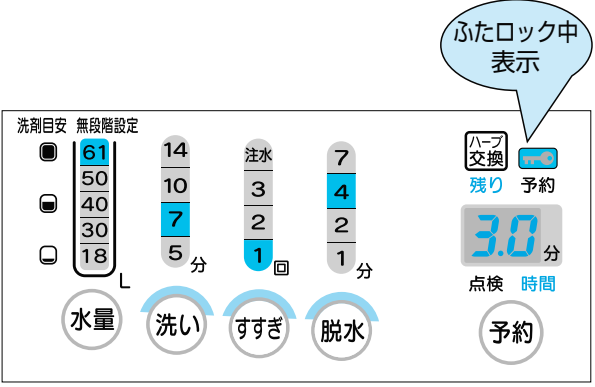 ふたロック中
表示
洗剤目安 無段階設定
61
50
40
30
18
L
14
10
7
5
分
注水
3
2
1
回
7
4
2
1
分
ハーブ
交換
残り 予約
3.0 分
点検 時間
水量 洗い すすぎ 脱水 予約